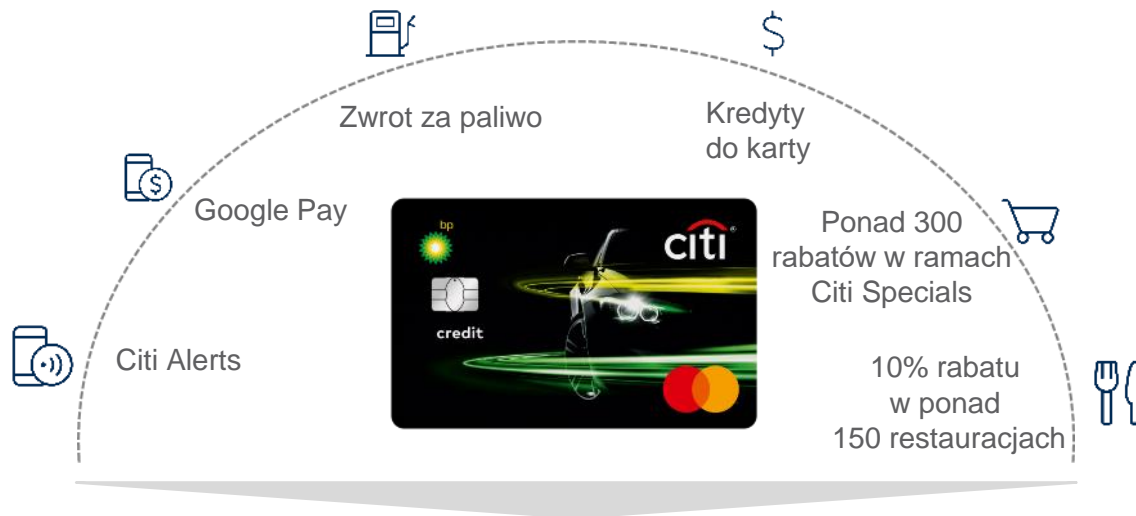 Zwrot za paliwo
Kredyty
do karty
Google Pay
Ponad 300
rabatów w ramach
Citi Specials
Citi Alerts
10% rabatu
w ponad
150 restauracjach
bp
citi®
credit